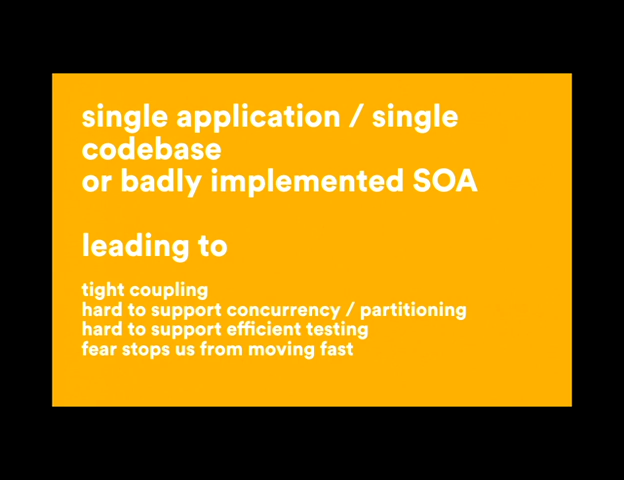 single application / single
codebase
or badly implemented SOA
leading to
tight coupling
hard to support concurrency / partitioning
hard to support efficient testing
fear stops us from moving fast